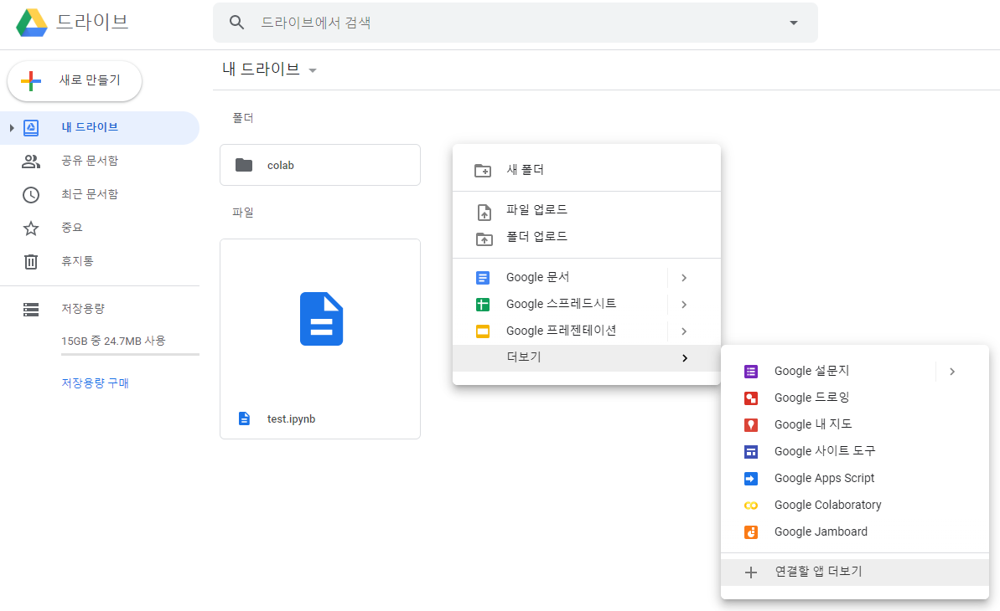 드라이브
드라이브에서 검색
새로 만들기
내 드라이브
공유 문서함
최근 문서함
중요
휴지통
저장용량
15GB 중 24.7MB 사용
저장용량 구매
내 드라이브
폴더
colab
파일
test.ipynb
새 폴더
파일 업로드
폴더 업로드
Google 문서
Google 스프레드시트
Google 프레젠테이션
더보기
Google 설문지
Google 드로잉
Google 내 지도
Google 사이트 도구
Google Apps Script
Google Colaboratory
Google Jamboard
연결할 앱 더보기